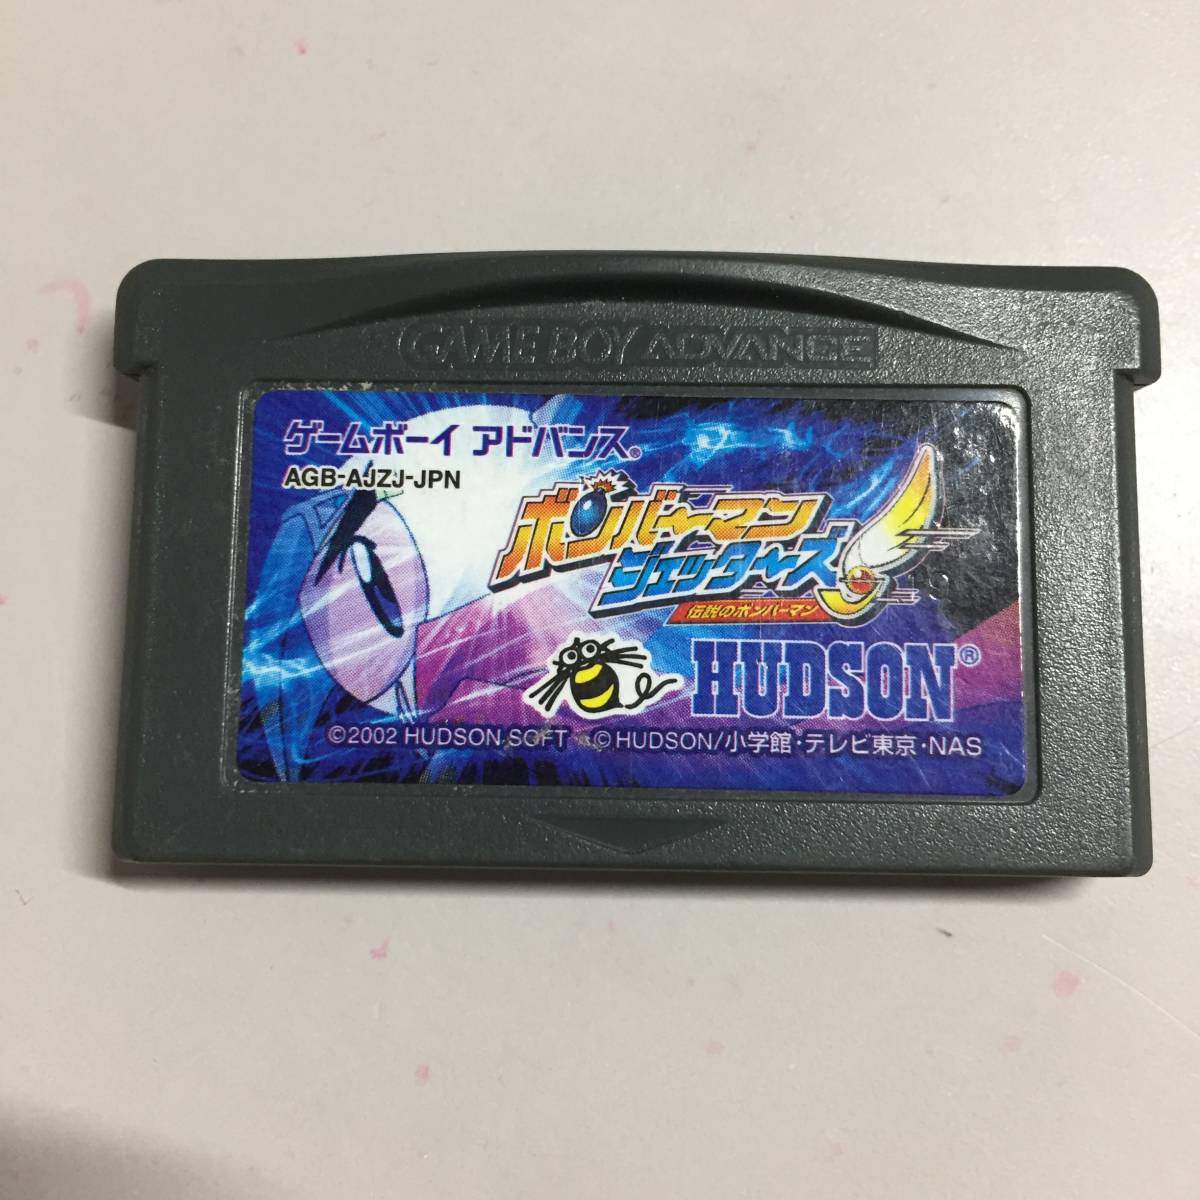 GAME BOY ADVANCE
ゲームボーイ アドバンス®
AGB-AJZJ-JPN
ボンバーマン
ジェッターズ
伝説のボンバーマン
HUDSON®
©2002 HUDSON SOFT ©HUDSON/小学館・テレビ東京・NAS